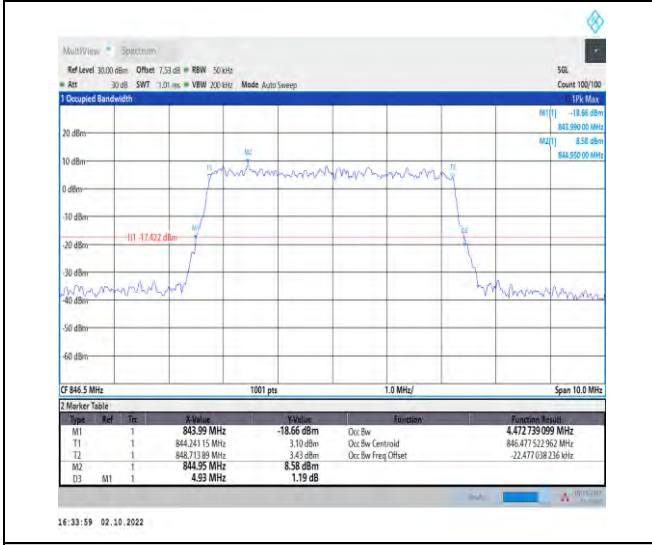 MultiView Spectrum
Ref Level 30.00 dBm Offset 7.53 dB RBW 50 kHz SGL
Att 30 dB SWT 1.01 ms VBW 200 kHz Mode Auto Sweep Count 100/100
1 Occupied Bandwidth 1Pk Max
M1[1] -18.66 dBm
843.990 00 MHz
20 dBm M2[1] 8.58 dBm
844.950 00 MHz
M2
10 dBm
T1 T2
0 dBm
-10 dBm
M1
H1 -17.422 dBm D3
-20 dBm
-30 dBm
-40 dBm
-50 dBm
-60 dBm
CF 846.5 MHz 1001 pts 1.0 MHz/ Span 10.0 MHz
2 Marker Table
Type Ref Trc X-Value Y-Value Function Function Result
M1 1 843.99 MHz -18.66 dBm Occ Bw 4.472 739 099 MHz
T1 1 844.241 15 MHz 3.10 dBm Occ Bw Centroid 846.477 522 962 MHz
T2 1 848.713 89 MHz 3.43 dBm Occ Bw Freq Offset -22.477 038 236 kHz
M2 1 844.95 MHz 8.58 dBm
D3 M1 1 4.93 MHz 1.19 dB
16:33:59 02.10.2022